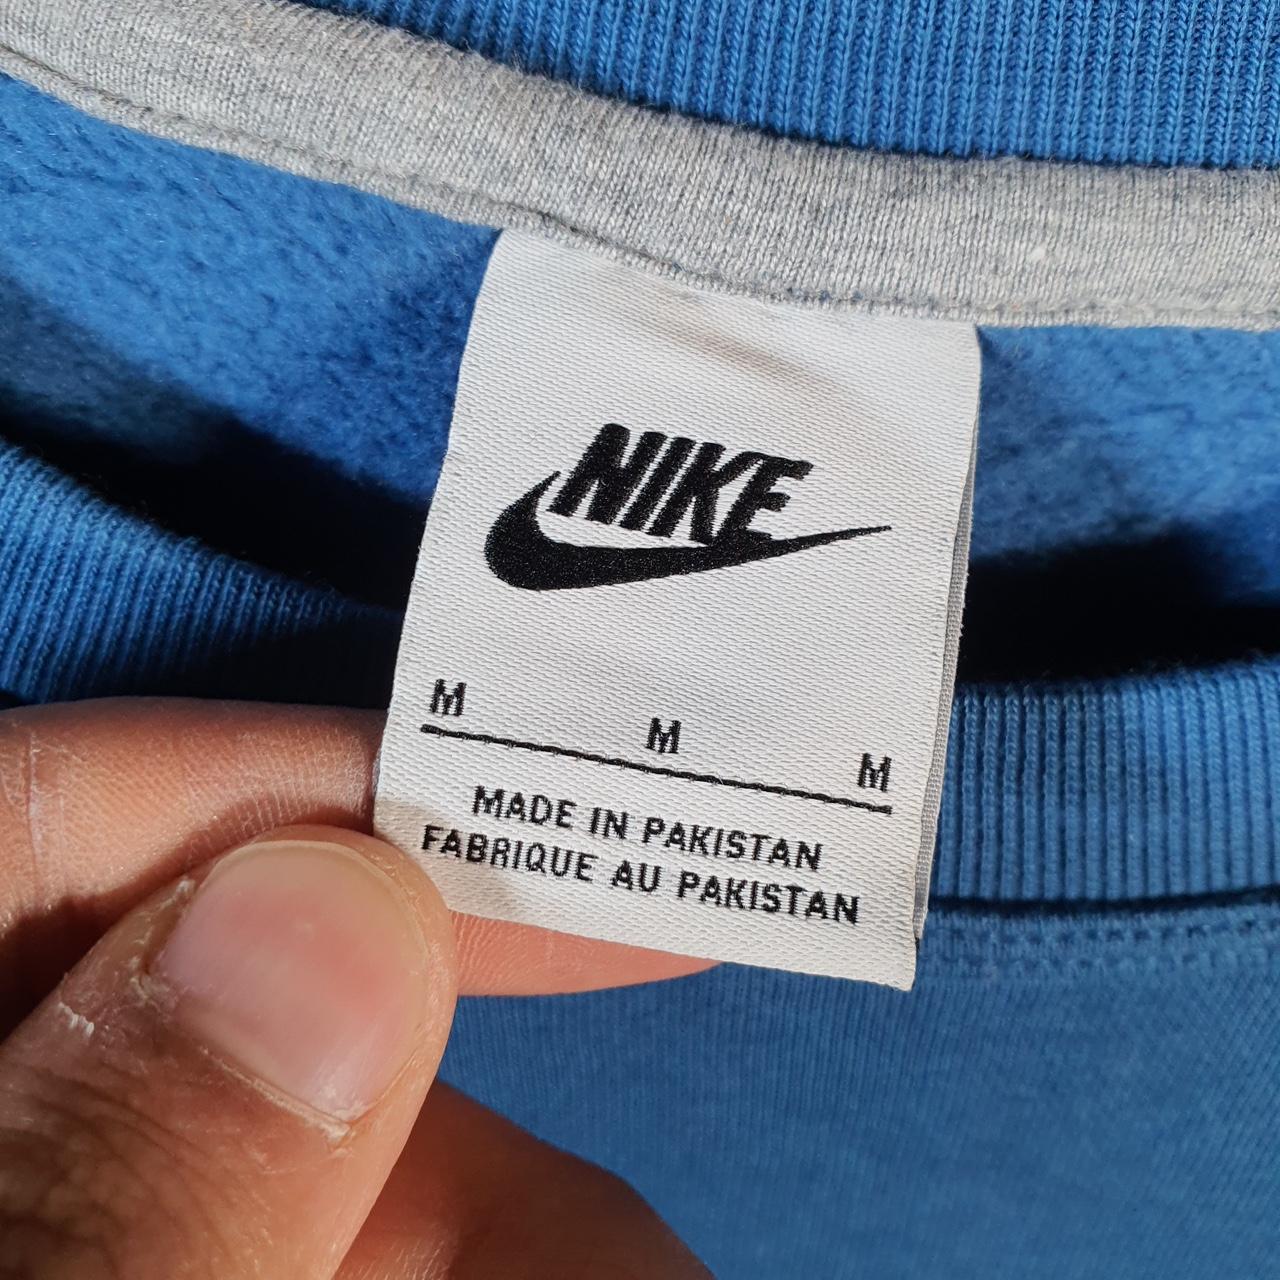 NIKE
M M M
MADE IN PAKISTAN
FABRIQUE AU PAKISTAN